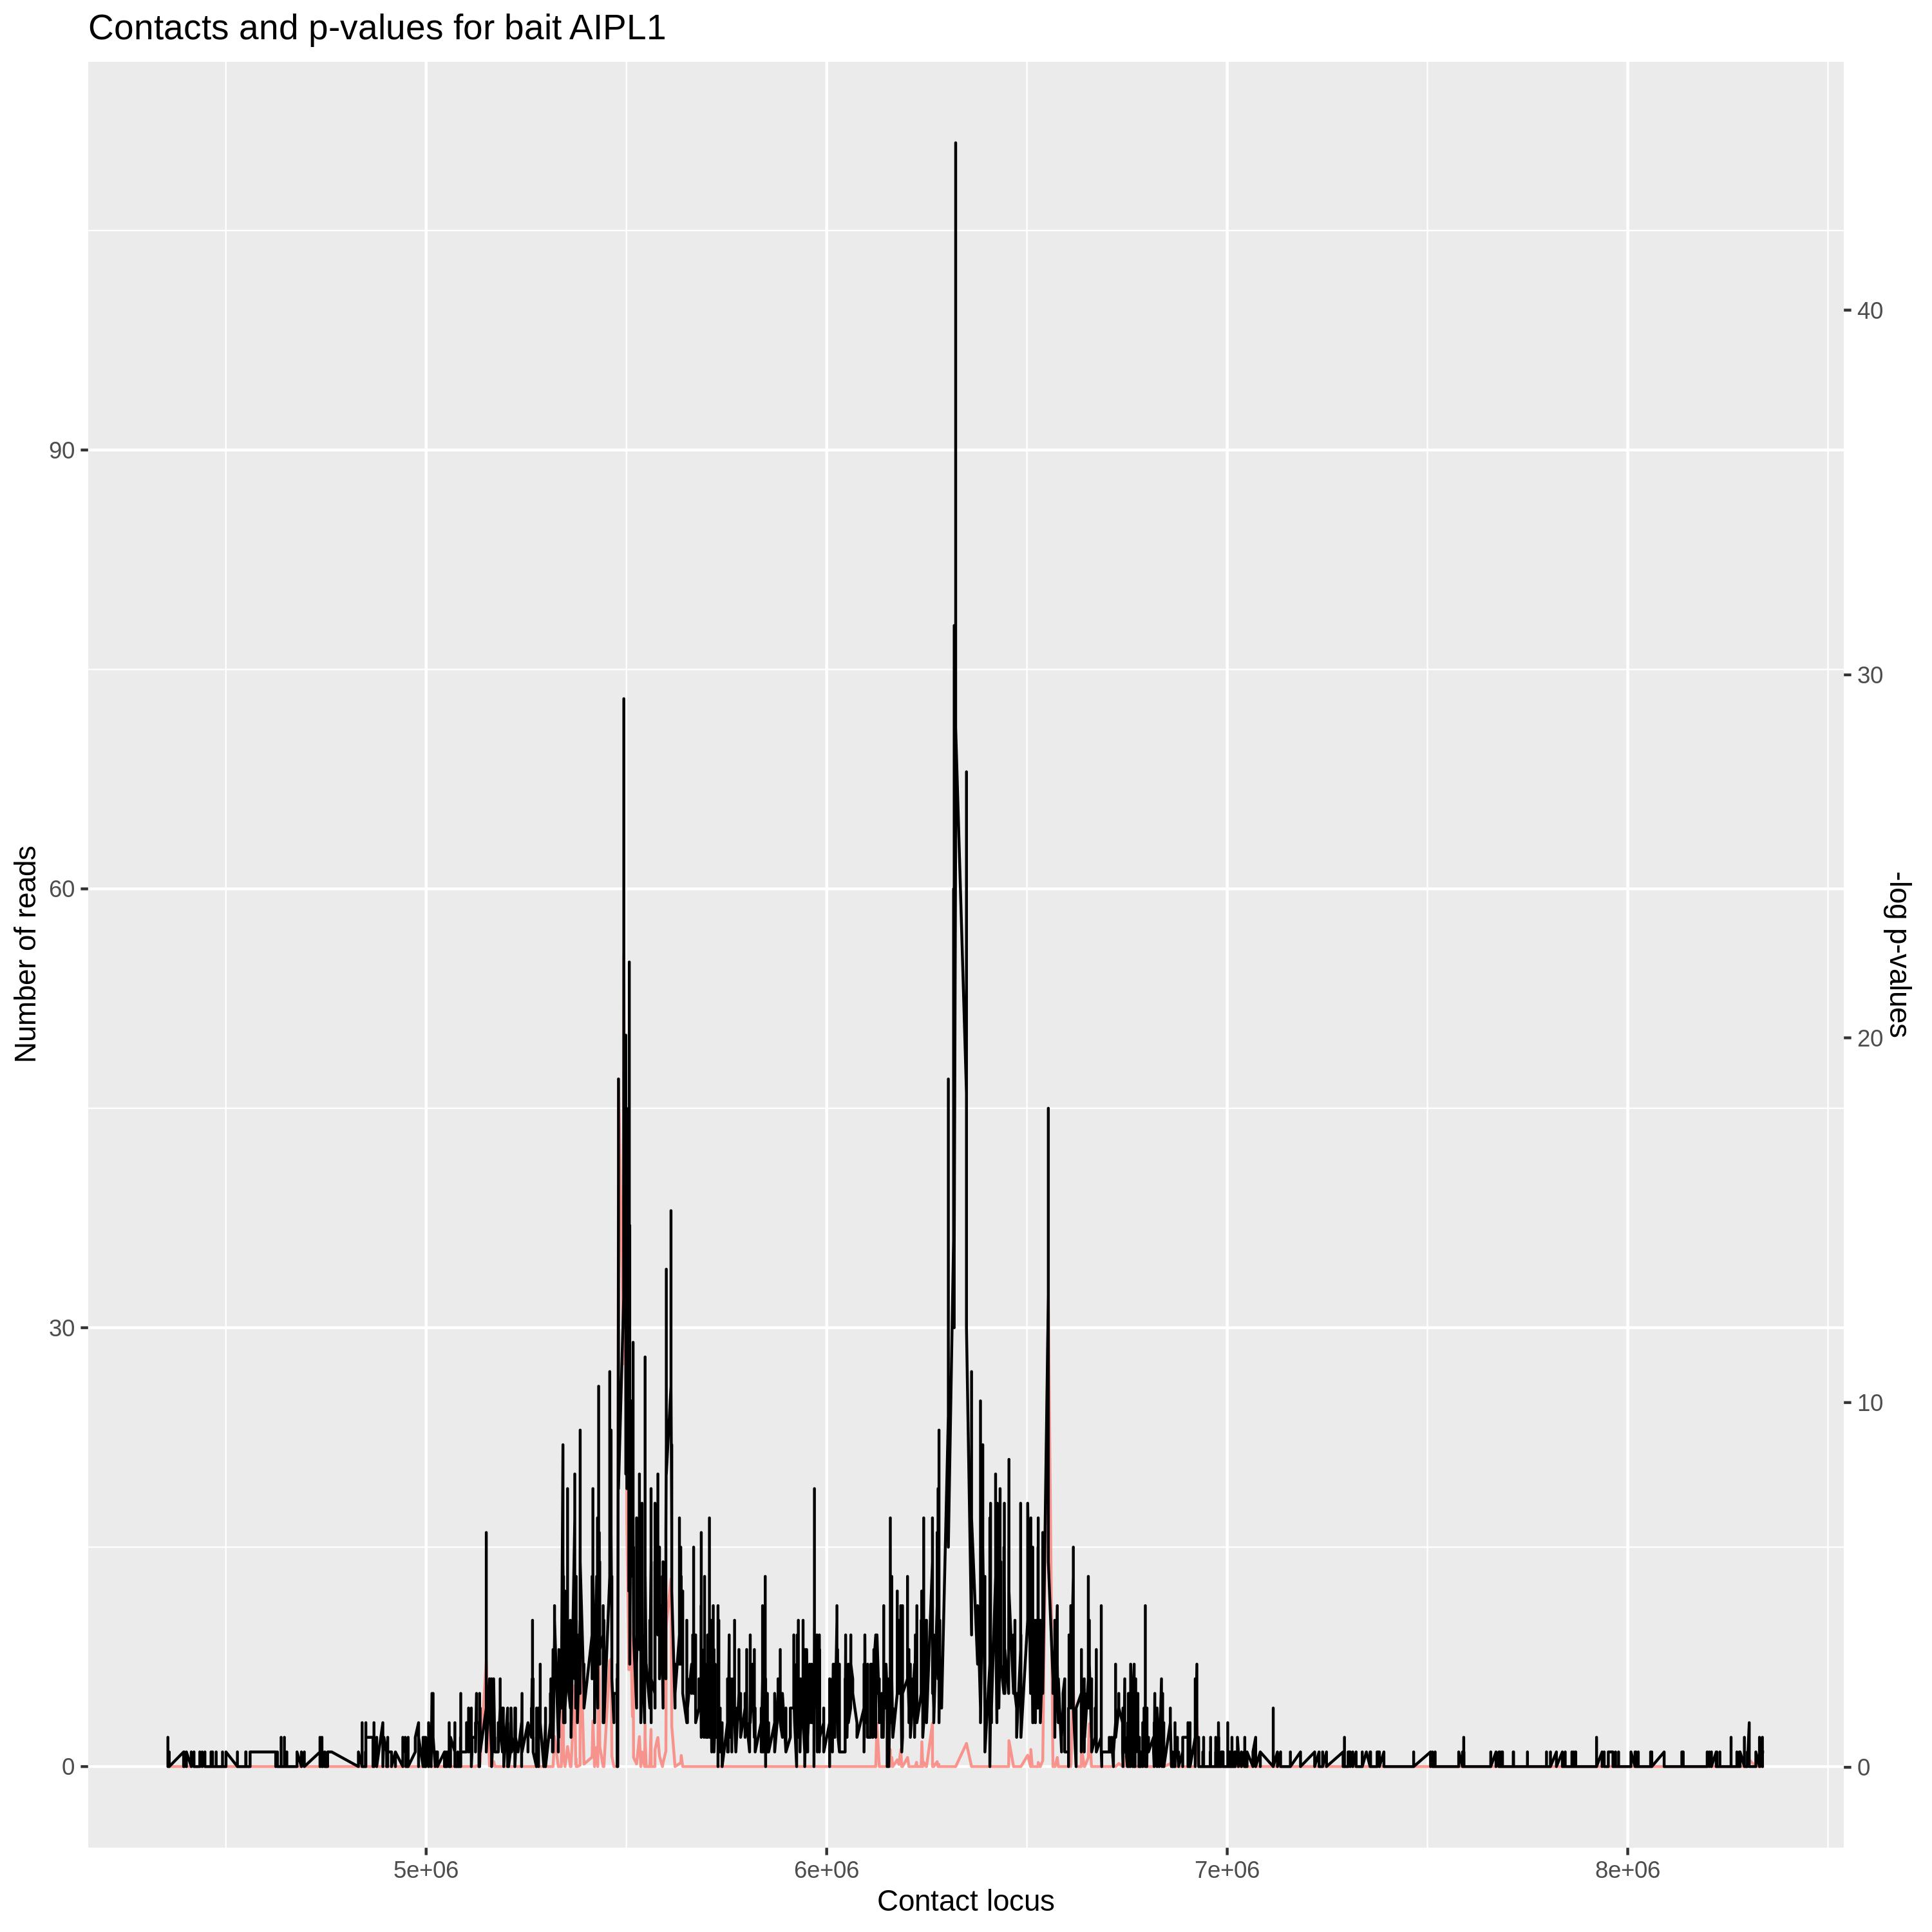 Contacts and p-values for bait AIPL1
Number of reads
90
60
30
0
40
30
20
10
0
-log p-values
5e+06 6e+06 7e+06 8e+06
Contact locus